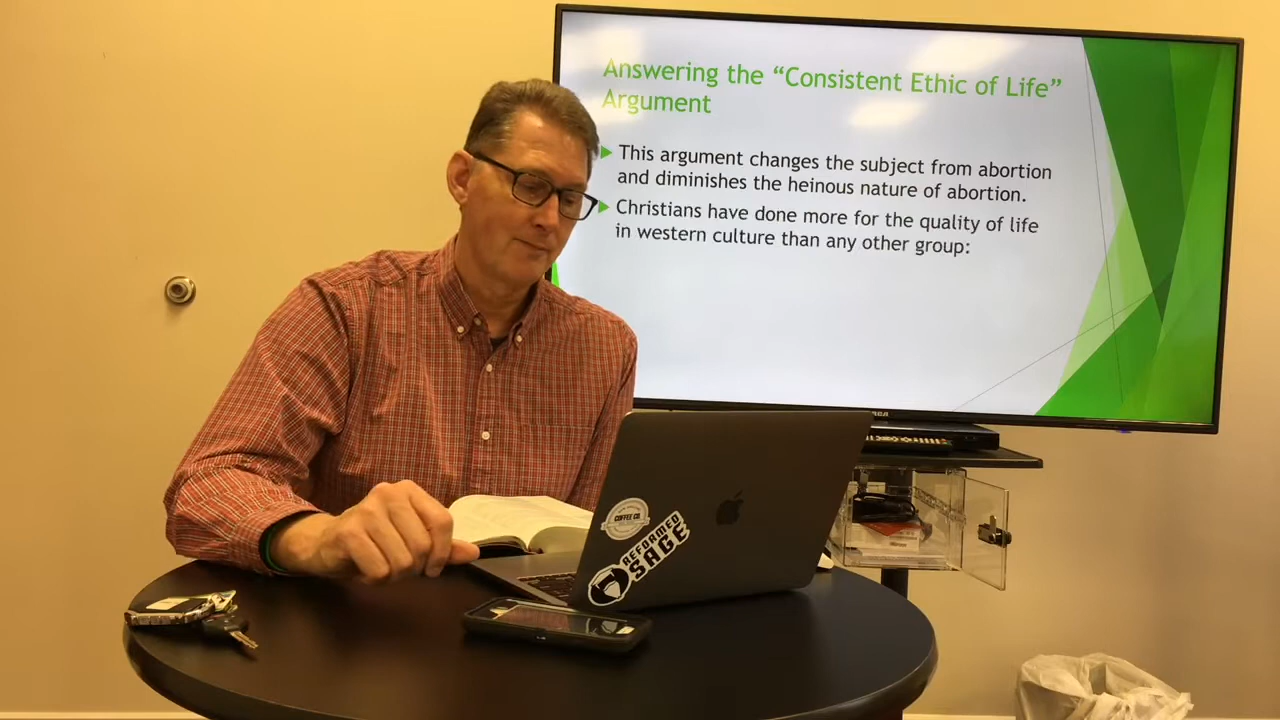 Answering the “Consistent Ethic of Life”
Argument
This argument changes the subject from abortion
and diminishes the heinous nature of abortion.
Christians have done more for the quality of life
in western culture than any other group:
COFFEE CO
REFORMED
SAGE